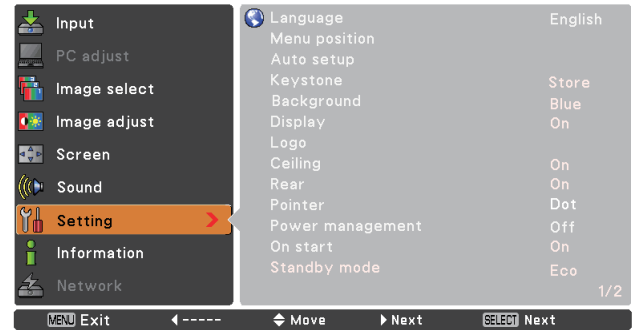 Input
PC adjust
Image select
Image adjust
Screen
Sound
Setting
Information
Network
Language English
Menu position
Auto setup
Keystone Store
Background Blue
Display On
Logo
Ceiling On
Rear On
Pointer Dot
Power management Off
On start On
Standby mode Eco
1/2
MENU Exit ----- Move Next SELECT Next